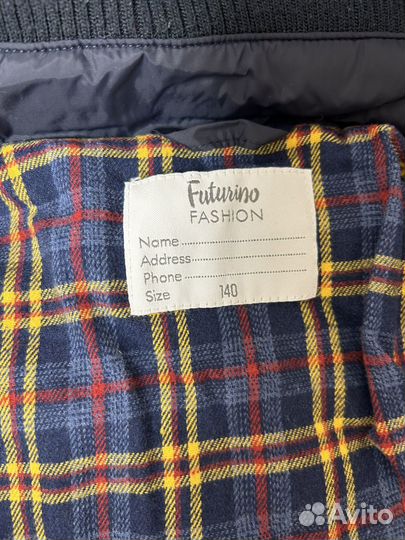 Futurino
FASHION
Name..........................
Address......................
Phone.........................
Size 140
Avito